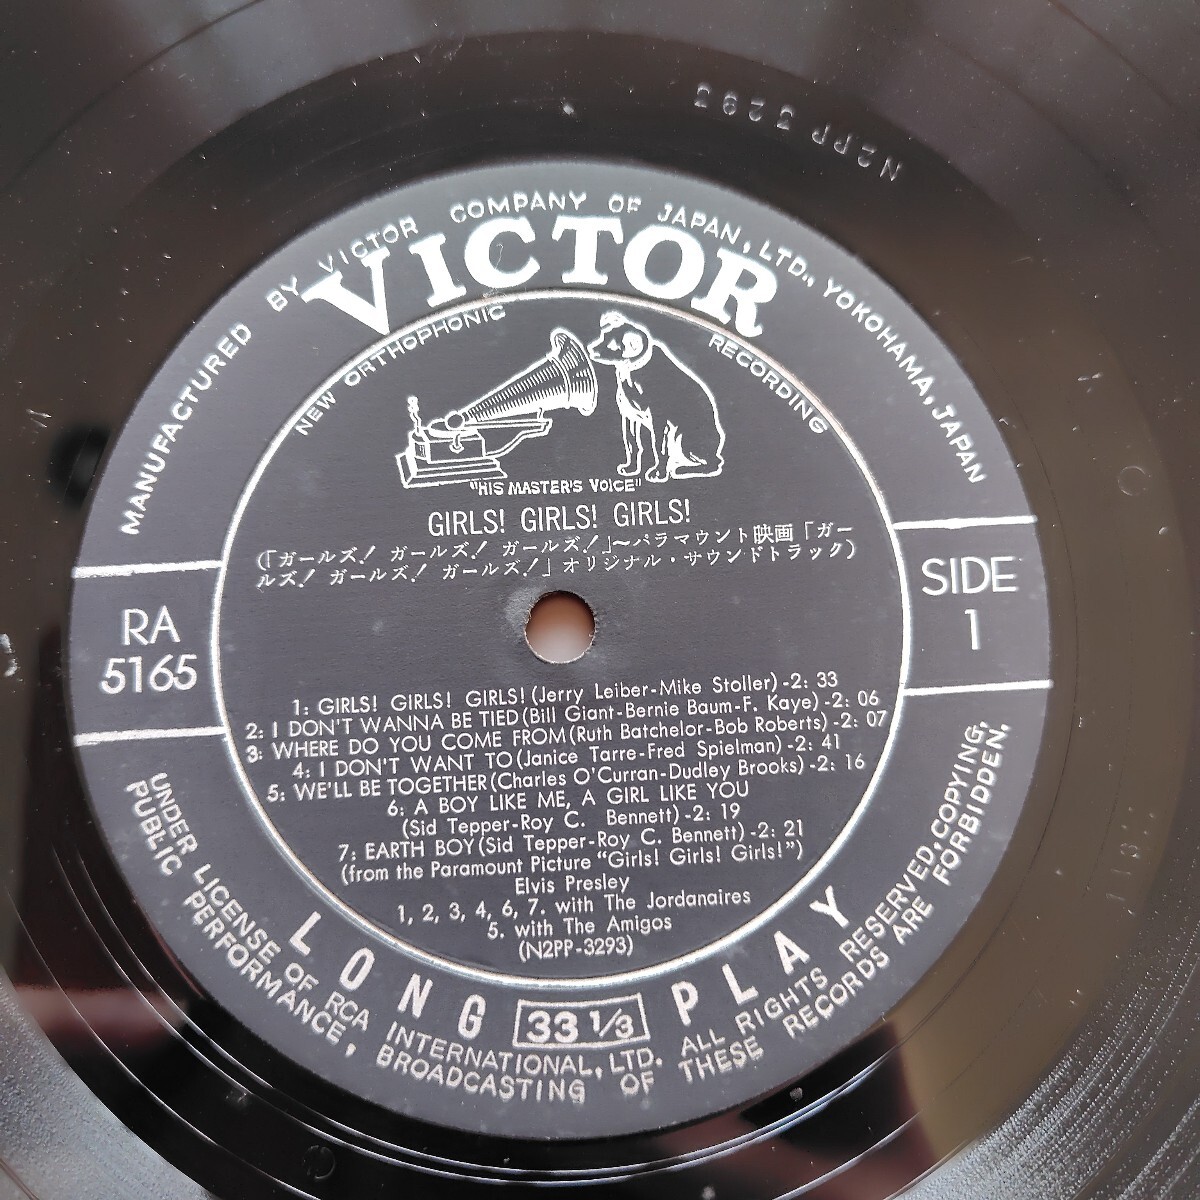 N2PP 3293
MANUFACTURED BY VICTOR COMPANY OF JAPAN, LTD., YOKOHAMA, JAPAN
VICTOR
NEW ORTHOPHONIC RECORDING
"HIS MASTER'S VOICE"
GIRLS! GIRLS! GIRLS!
(「ガールズ! ガールズ! ガールズ!」〜パラマウント映画「ガー
ルズ! ガールズ! ガールズ!」オリジナル・サウンドトラック)
RA
5165
SIDE
1
1: GIRLS! GIRLS! GIRLS! (Jerry Leiber-Mike Stoller) -2: 33
2: I DON'T WANNA BE TIED (Bill Giant-Bernie Baum-F. Kaye) -2: 06
3: WHERE DO YOU COME FROM (Ruth Batchelor-Bob Roberts) -2: 07
4: I DON'T WANT TO (Janice Tarre-Fred Spielman) -2: 41
5: WE'LL BE TOGETHER (Charles O'Curran-Dudley Brooks) -2: 16
6: A BOY LIKE ME, A GIRL LIKE YOU
(Sid Tepper-Roy C. Bennett) -2: 19
7: EARTH BOY (Sid Tepper-Roy C. Bennett) -2: 21
(from the Paramount Picture "Girls! Girls! Girls!")
Elvis Presley
1, 2, 3, 4, 6, 7. with The Jordanaires
5. with The Amigos
(N2PP-3293)
LONG 33 1/3 PLAY
UNDER LICENSE OF RCA INTERNATIONAL, LTD. ALL RIGHTS RESERVED, COPYING,
PUBLIC PERFORMANCE, BROADCASTING OF THESE RECORDS ARE FORBIDDEN.